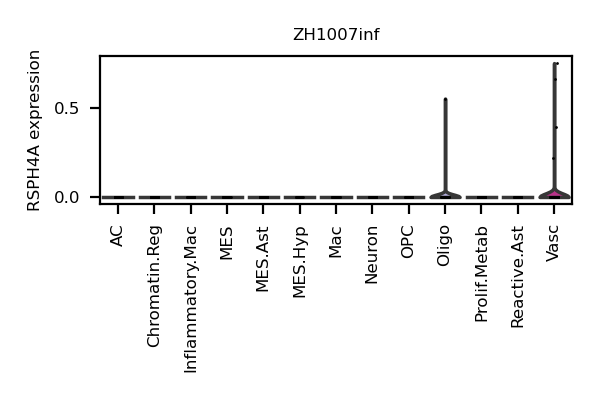 ZH1007inf
RSPH4A expression
0.5
0.0
AC
Chromatin.Reg
Inflammatory.Mac
MES
MES.Ast
MES.Hyp
Mac
Neuron
OPC
Oligo
Prolif.Metab
Reactive.Ast
Vasc